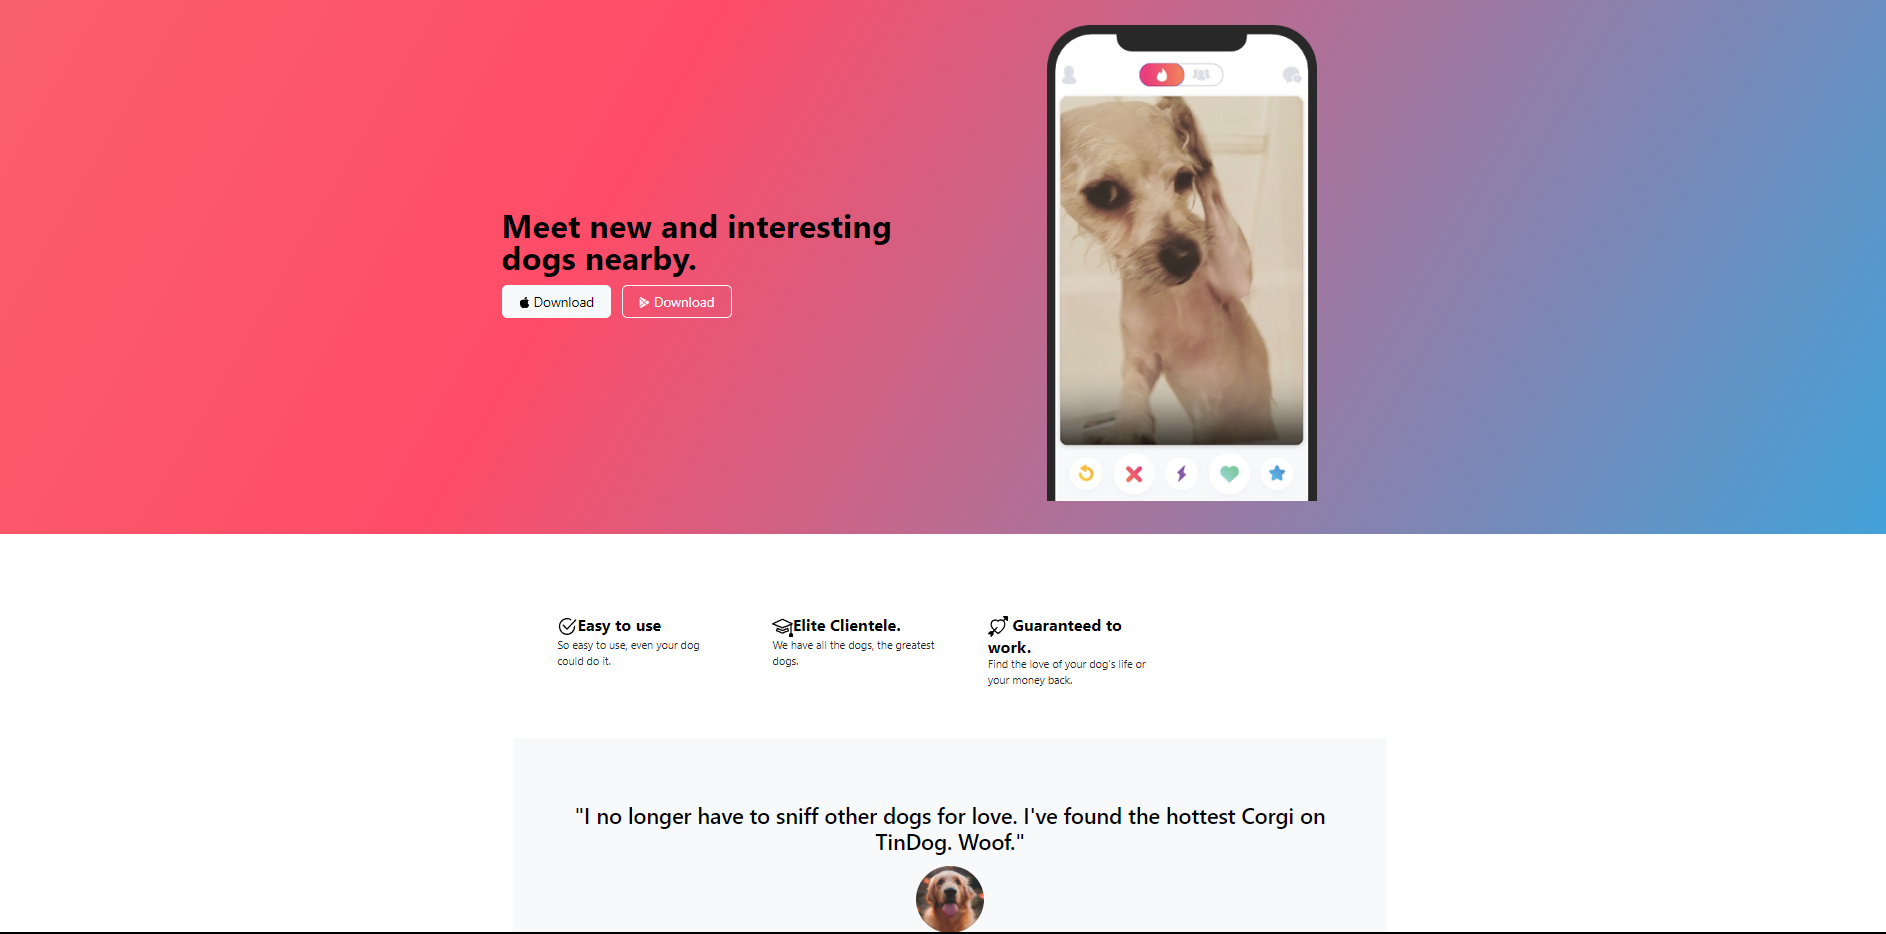 Meet new and interesting
dogs nearby.
Download
Download
Easy to use
So easy to use, even your dog
could do it.
Elite Clientele.
We have all the dogs, the greatest
dogs.
Guaranteed to
work.
Find the love of your dog's life or
your money back.
"I no longer have to sniff other dogs for love. I've found the hottest Corgi on
TinDog. Woof."